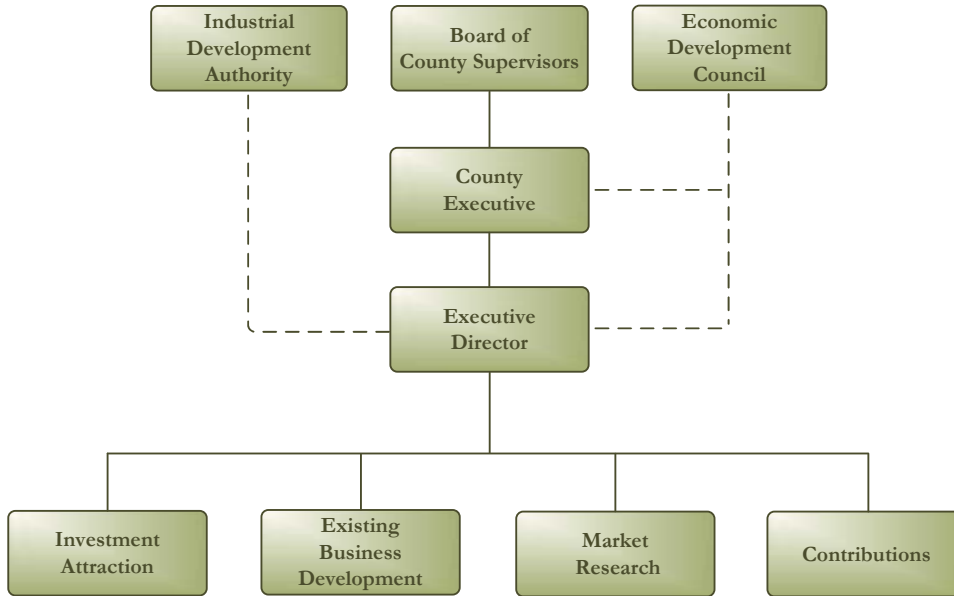 Industrial
Development
Authority
Board of
County Supervisors
Economic
Development
Council
County
Executive
Executive
Director
Investment
Attraction
Existing
Business
Development
Market
Research
Contributions